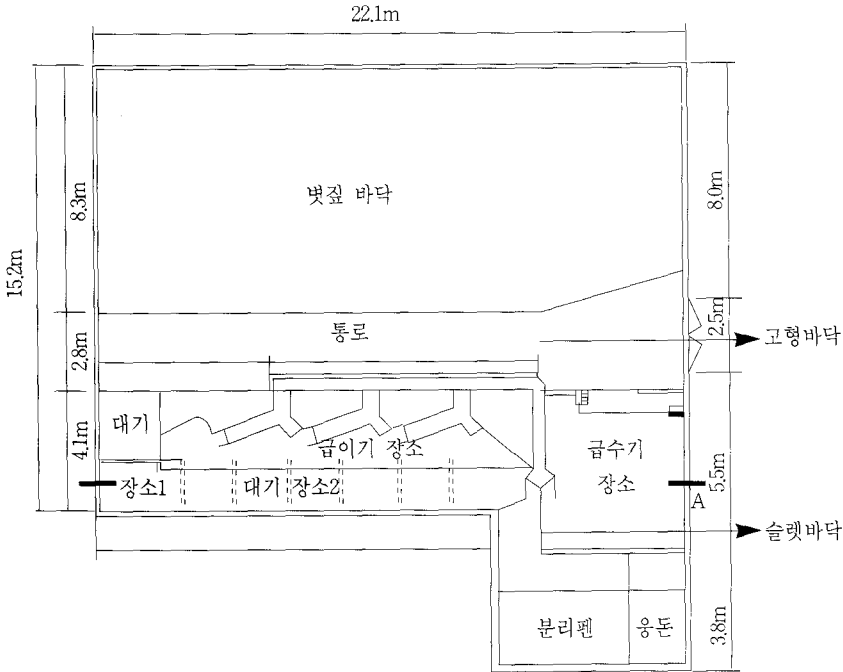 22.1m
볏짚 바닥
8.3m
8.0m
15.2m
통로
2.5m
고형바닥
2.8m
대기
급이기 장소
급수기
장소
4.1m
5.5m
장소1
대기 장소2
A
슬렛바닥
분리펜
웅돈
3.8m